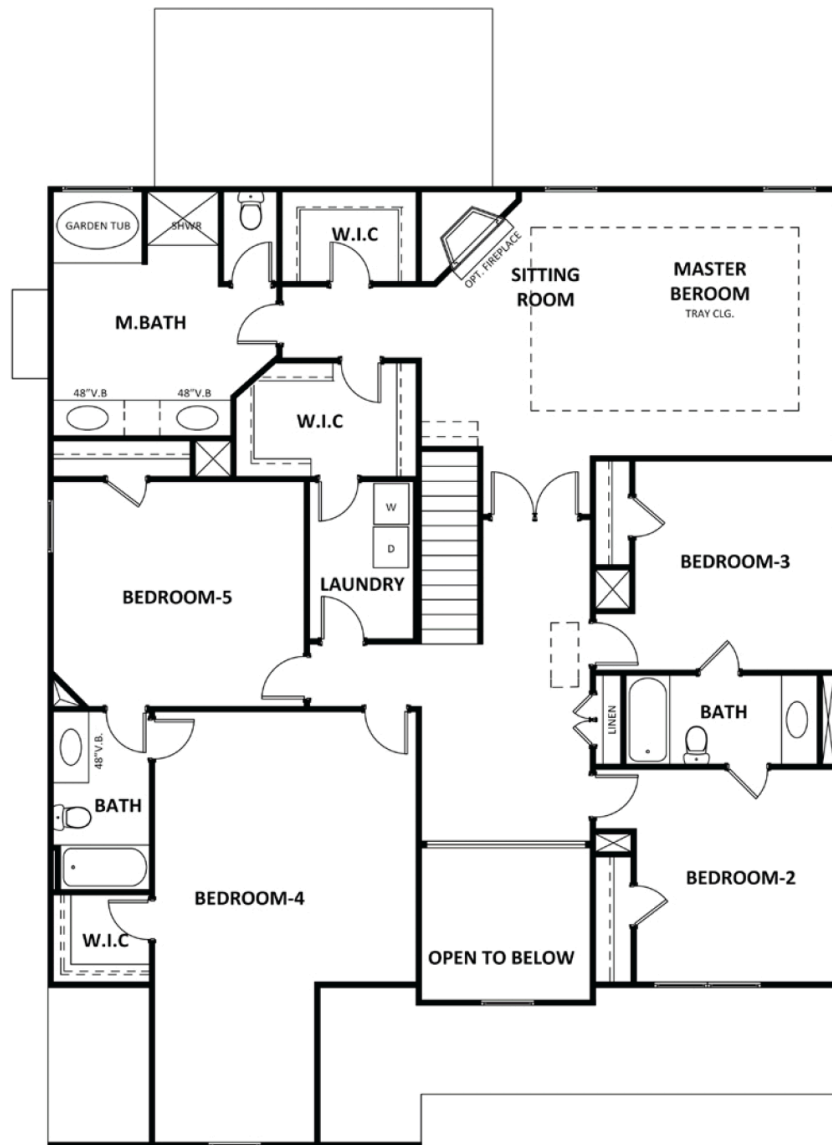 GARDEN TUB
SHWR
W.I.C
OPT. FIREPLACE
SITTING
ROOM
MASTER
BEROOM
TRAY CLG.
M.BATH
48"V.B
48"V.B
W.I.C
W
D
LAUNDRY
BEDROOM-5
BEDROOM-3
LINEN
BATH
48"V.B.
BATH
BEDROOM-4
BEDROOM-2
W.I.C
OPEN TO BELOW